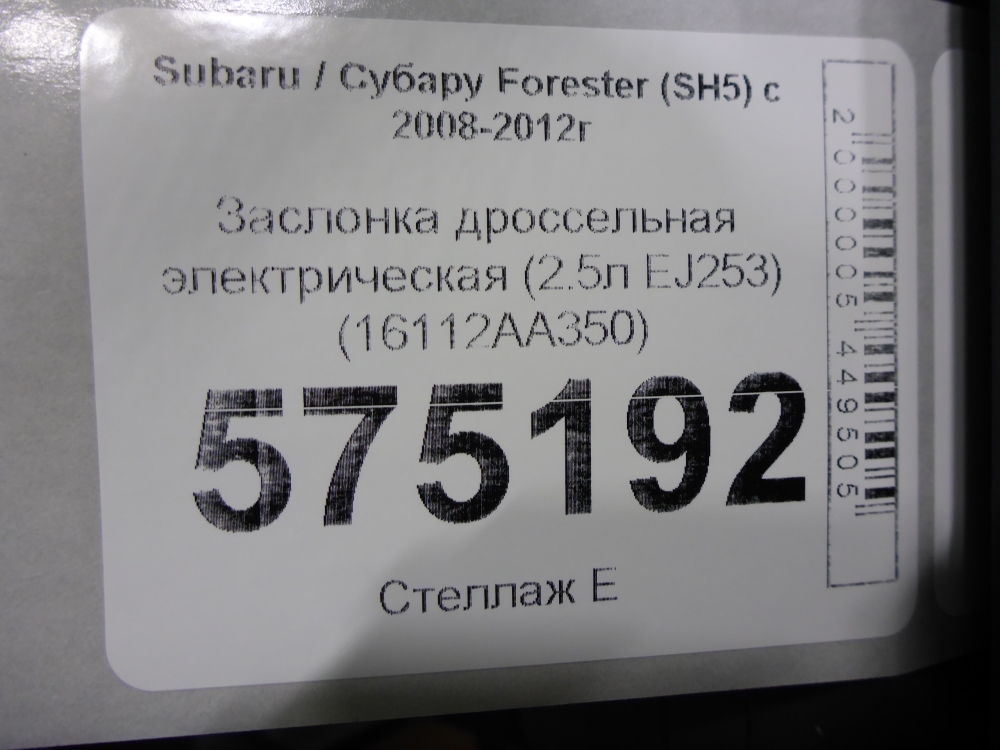 Subaru / Субару Forester (SH5) с
2008-2012г
Заслонка дроссельная
электрическая (2.5л EJ253)
(16112AA350)
575192
Стеллаж Е
2000005449505